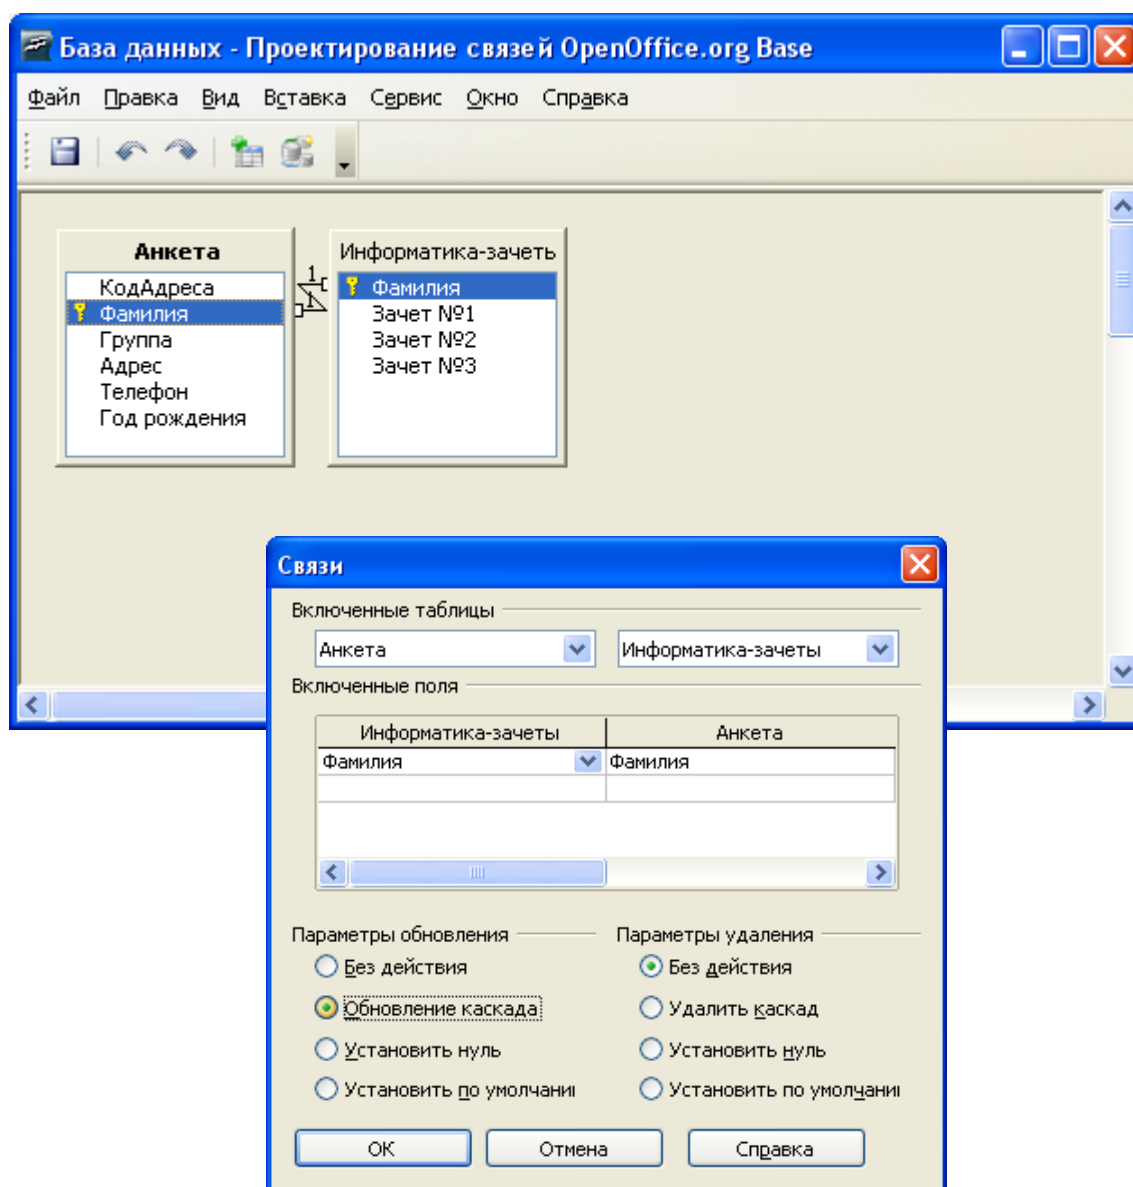 База данных - Проектирование связей OpenOffice.org Base
Файл Правка Вид Вставка Сервис Окно Справка
Анкета
КодАдреса
Фамилия
Группа
Адрес
Телефон
Год рождения
1
1
Информатика-зачеть
Фамилия
Зачет №1
Зачет №2
Зачет №3
Связи
Включенные таблицы
Анкета Информатика-зачеты
Включенные поля
Информатика-зачеты Анкета
Фамилия Фамилия
Параметры обновления Параметры удаления
Без действия Без действия
Обновление каскада Удалить каскад
Установить нуль Установить нуль
Установить по умолчани Установить по умолчани
ОК Отмена Справка